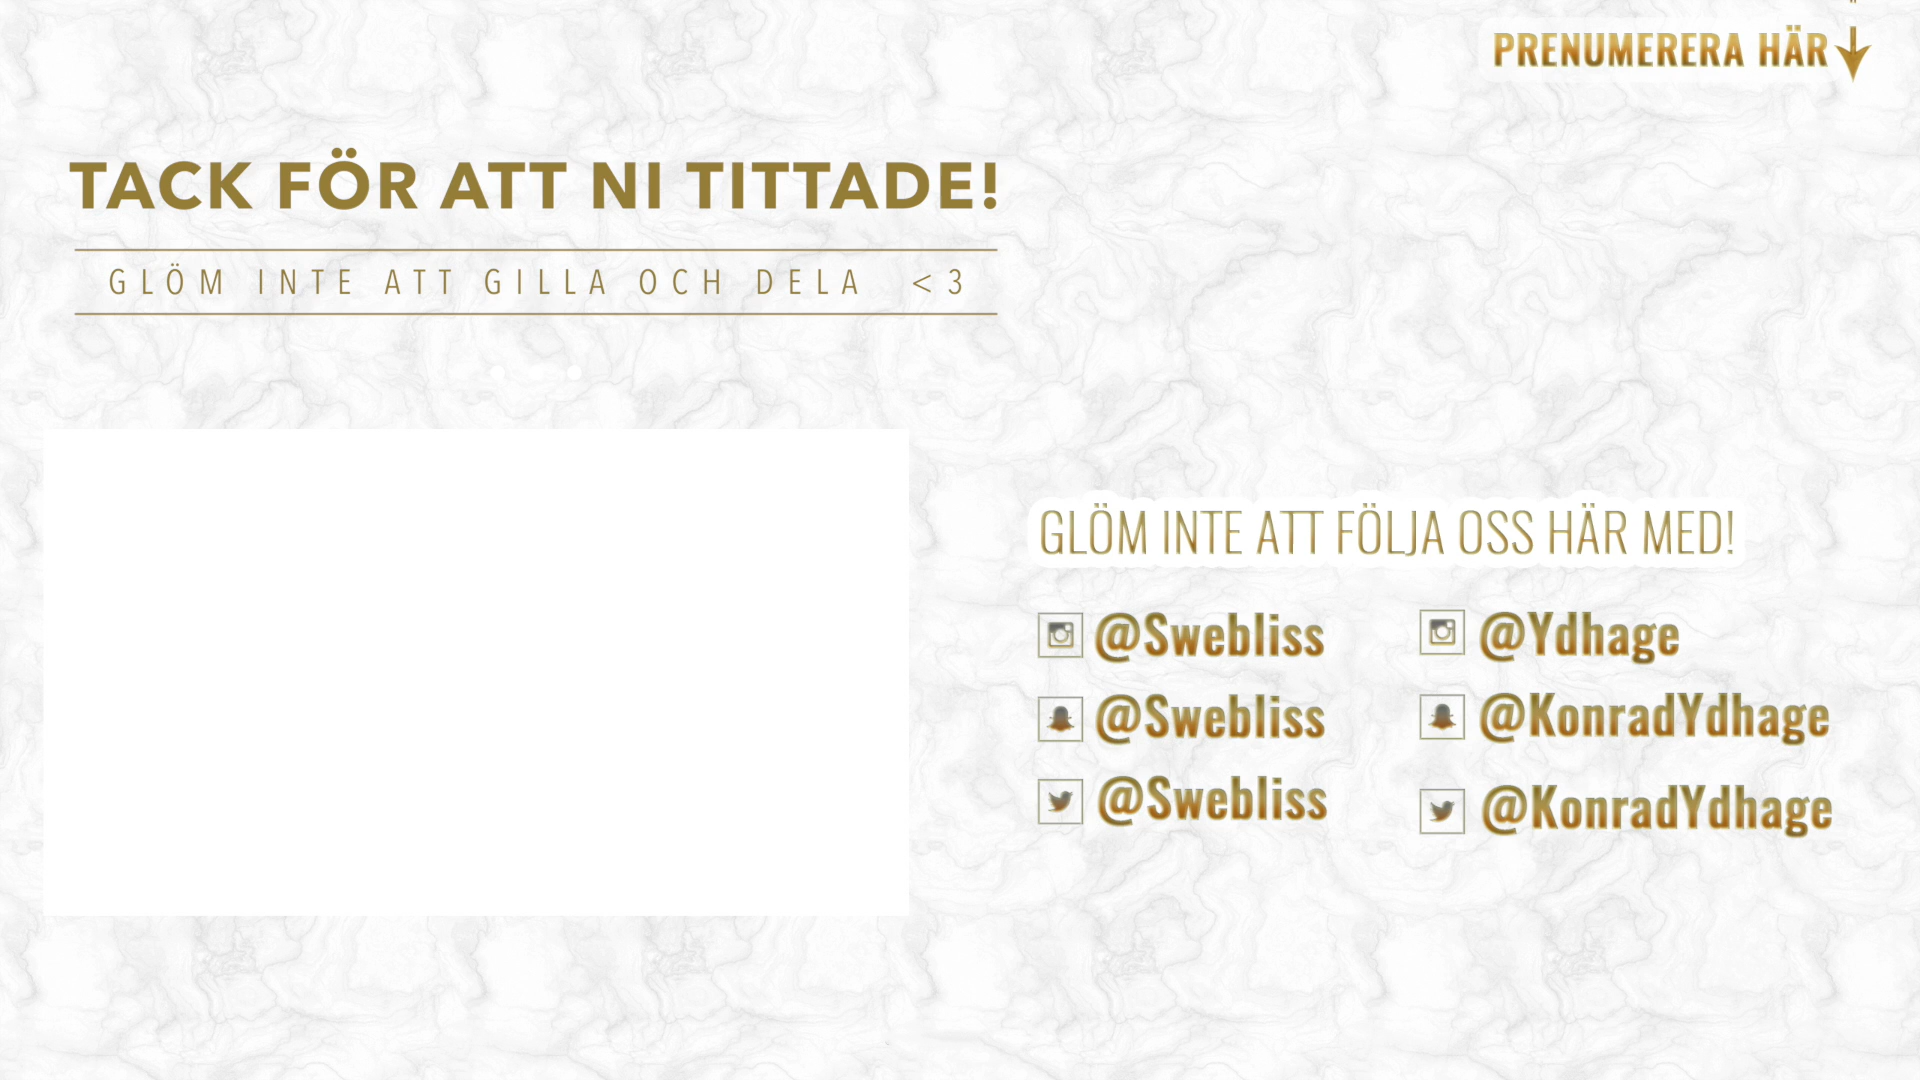 PRENUMERERA HÄR
TACK FÖR ATT NI TITTADE!
GLÖM INTE ATT GILLA OCH DELA <3
GLÖM INTE ATT FÖLJA OSS HÄR MED!
@Swebliss
@Ydhage
@Swebliss
@KonradYdhage
@Swebliss
@KonradYdhage